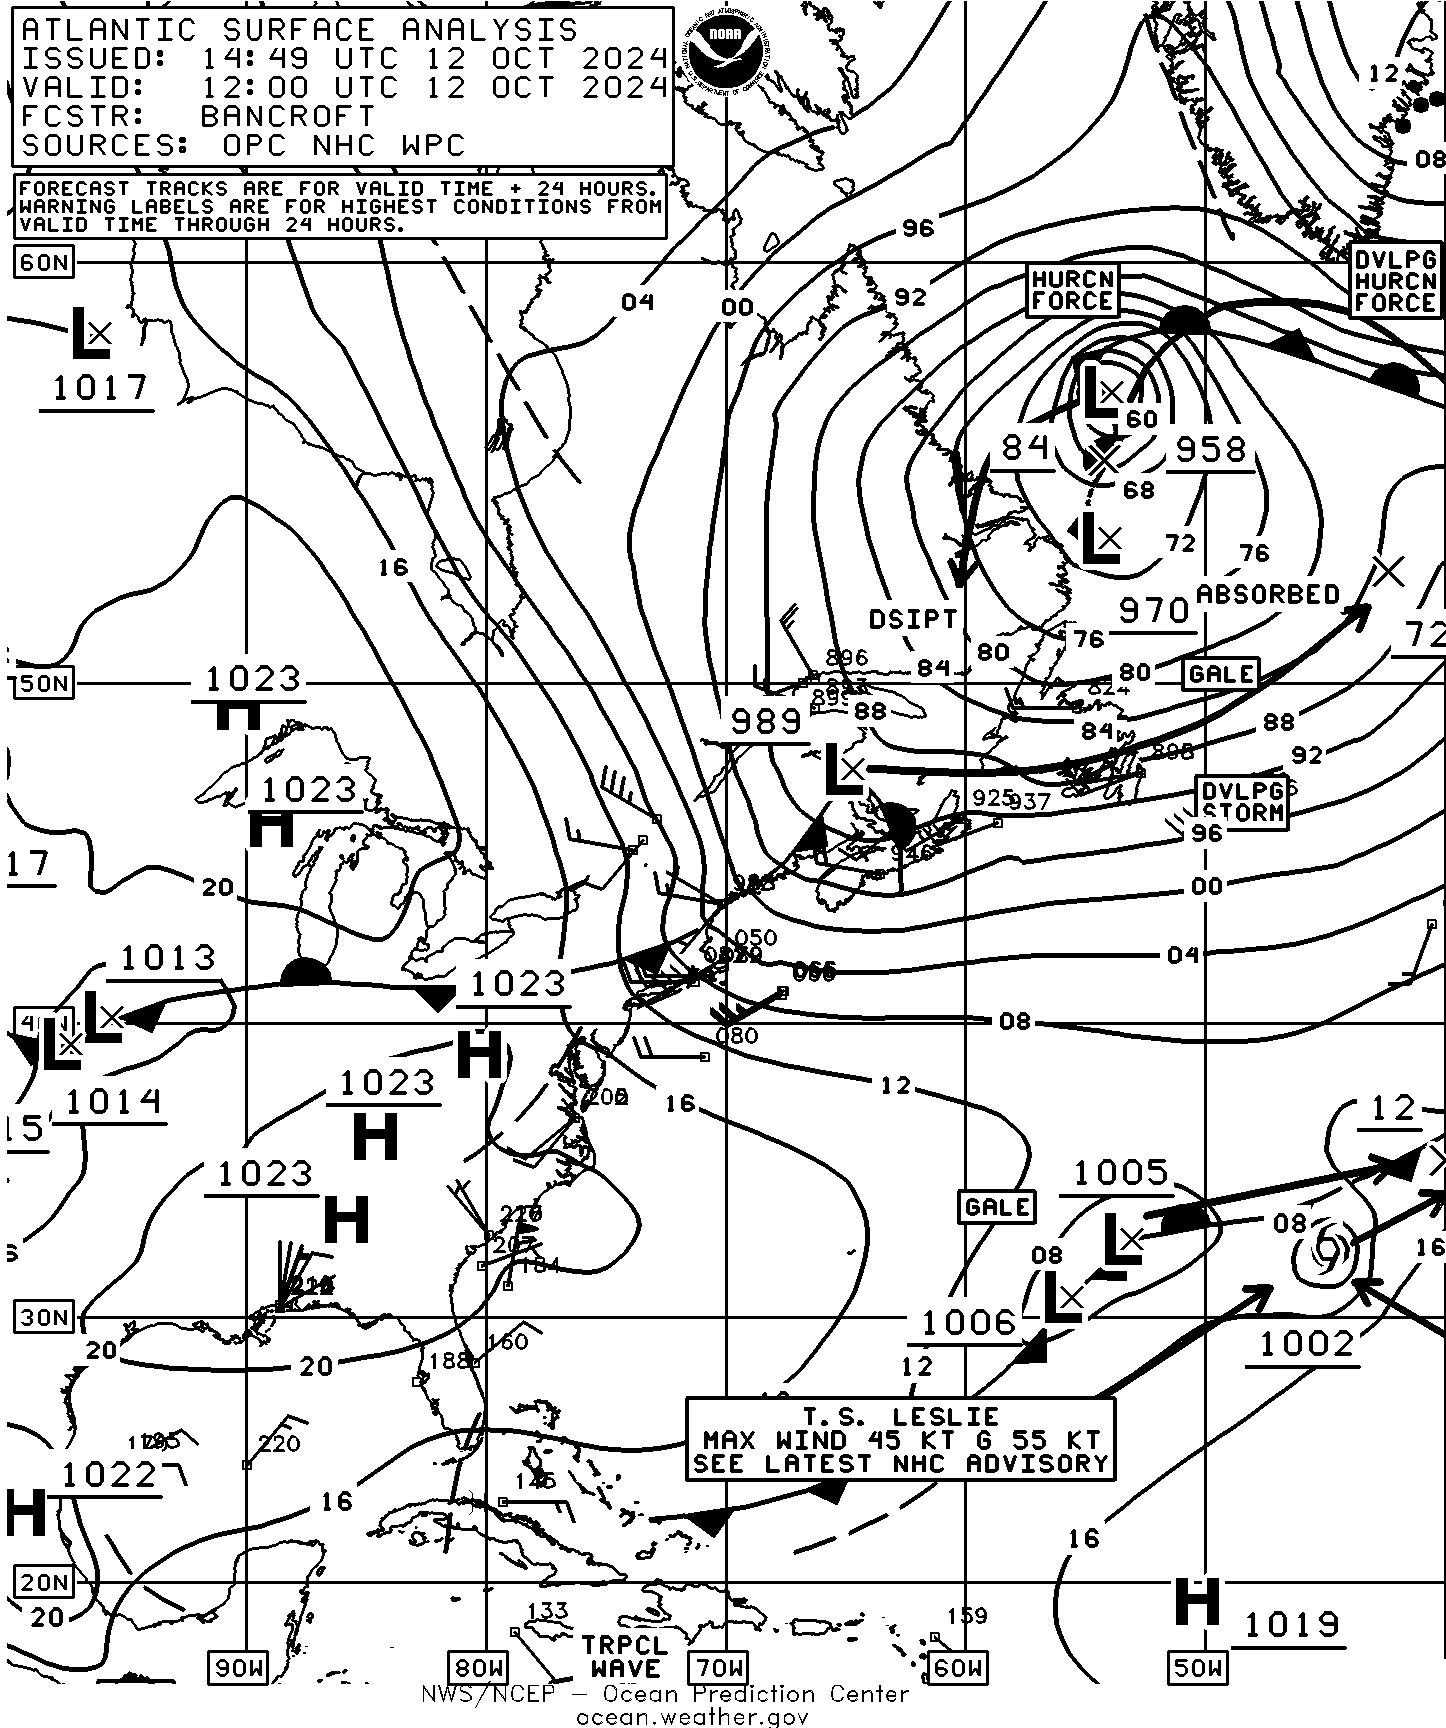 ATLANTIC SURFACE ANALYSIS
ISSUED: 14:49 UTC 12 OCT 2024
VALID: 12:00 UTC 12 OCT 2024
FCSTR: BANCROFT
SOURCES: OPC NHC WPC
NOAA
FORECAST TRACKS ARE FOR VALID TIME + 24 HOURS.
WARNING LABELS ARE FOR HIGHEST CONDITIONS FROM
VALID TIME THROUGH 24 HOURS.
12
08
96
60N
DVLPG
HURCN
FORCE
HURCN
FORCE
04
00
92
L
1017
L
60
84
958
68
16
L
72
76
ABSORBED
970
DSIPT
76
72
896
80
84
80
50N
1023
H
GALE
88
989
84
88
92
898
L
1023
H
925
937
DVLPG
STORM
96
17
20
00
050
04
1013
1023
L
L
08
080
H
1023
12
16
1014
15
H
12
1023
1005
H
GALE
L
08
08
16
184
L
30N
1006
1002
20
20
160
188
12
T.S. LESLIE
MAX WIND 45 KT G 55 KT
SEE LATEST NHC ADVISORY
220
1022
H
145
16
16
20N
20
133
159
H
1019
TRPCL
WAVE
90W
80W
70W
60W
50W
NWS/NCEP – Ocean Prediction Center
ocean.weather.gov